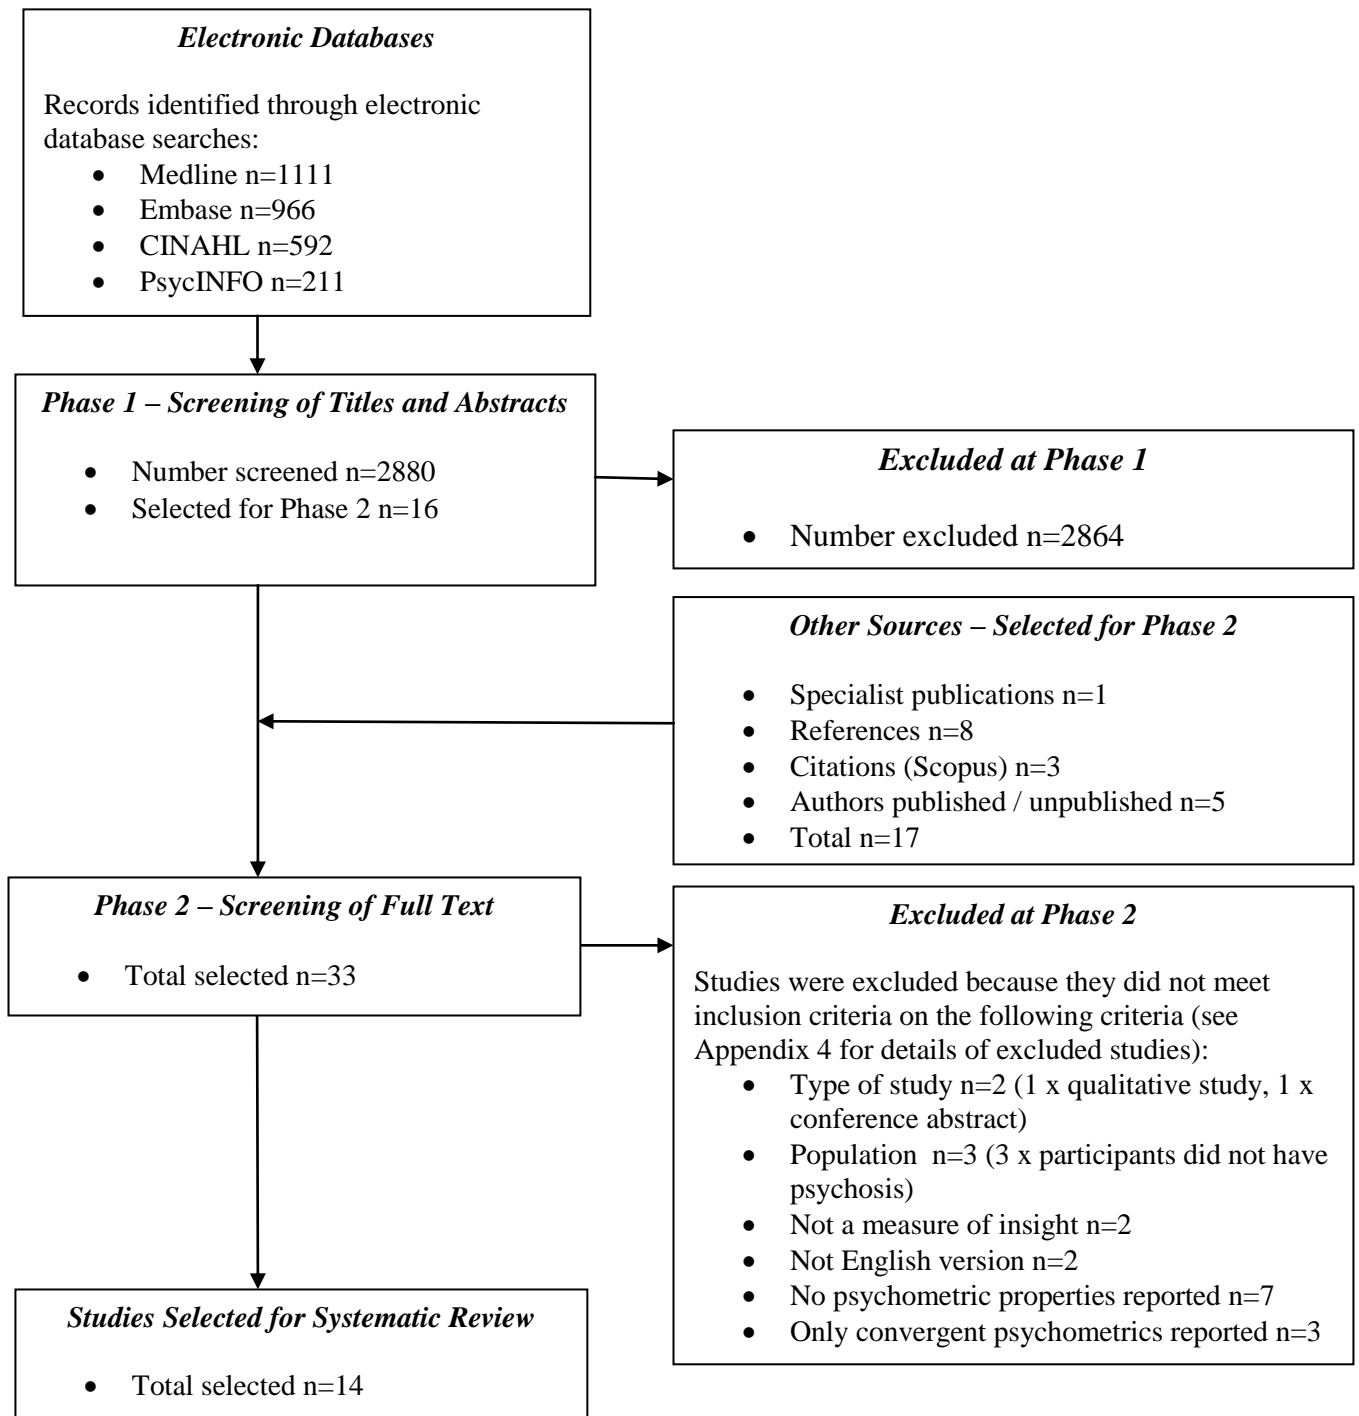 Electronic Databases
Records identified through electronic
database searches:
• Medline n=1111
• Embase n=966
• CINAHL n=592
• PsycINFO n=211
Phase 1 – Screening of Titles and Abstracts
• Number screened n=2880
• Selected for Phase 2 n=16
Excluded at Phase 1
• Number excluded n=2864
Other Sources – Selected for Phase 2
• Specialist publications n=1
• References n=8
• Citations (Scopus) n=3
• Authors published / unpublished n=5
• Total n=17
Phase 2 – Screening of Full Text
• Total selected n=33
Excluded at Phase 2
Studies were excluded because they did not meet
inclusion criteria on the following criteria (see
Appendix 4 for details of excluded studies):
• Type of study n=2 (1 x qualitative study, 1 x
conference abstract)
• Population  n=3 (3 x participants did not have
psychosis)
• Not a measure of insight n=2
• Not English version n=2
• No psychometric properties reported n=7
• Only convergent psychometrics reported n=3
Studies Selected for Systematic Review
• Total selected n=14